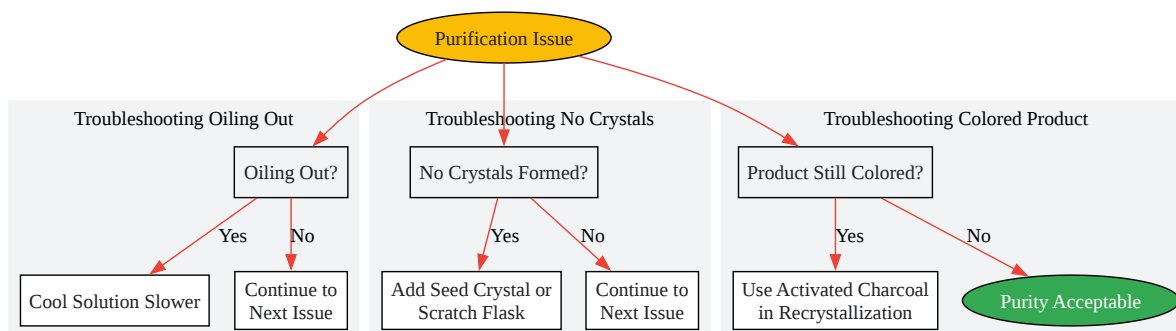 Purification Issue
Troubleshooting Oiling Out
Troubleshooting No Crystals
Troubleshooting Colored Product
Oiling Out?
No Crystals Formed?
Product Still Colored?
Yes
No
Yes
No
Yes
No
Cool Solution Slower
Continue to
Next Issue
Add Seed Crystal or
Scratch Flask
Continue to
Next Issue
Use Activated Charcoal
in Recrystallization
Purity Acceptable